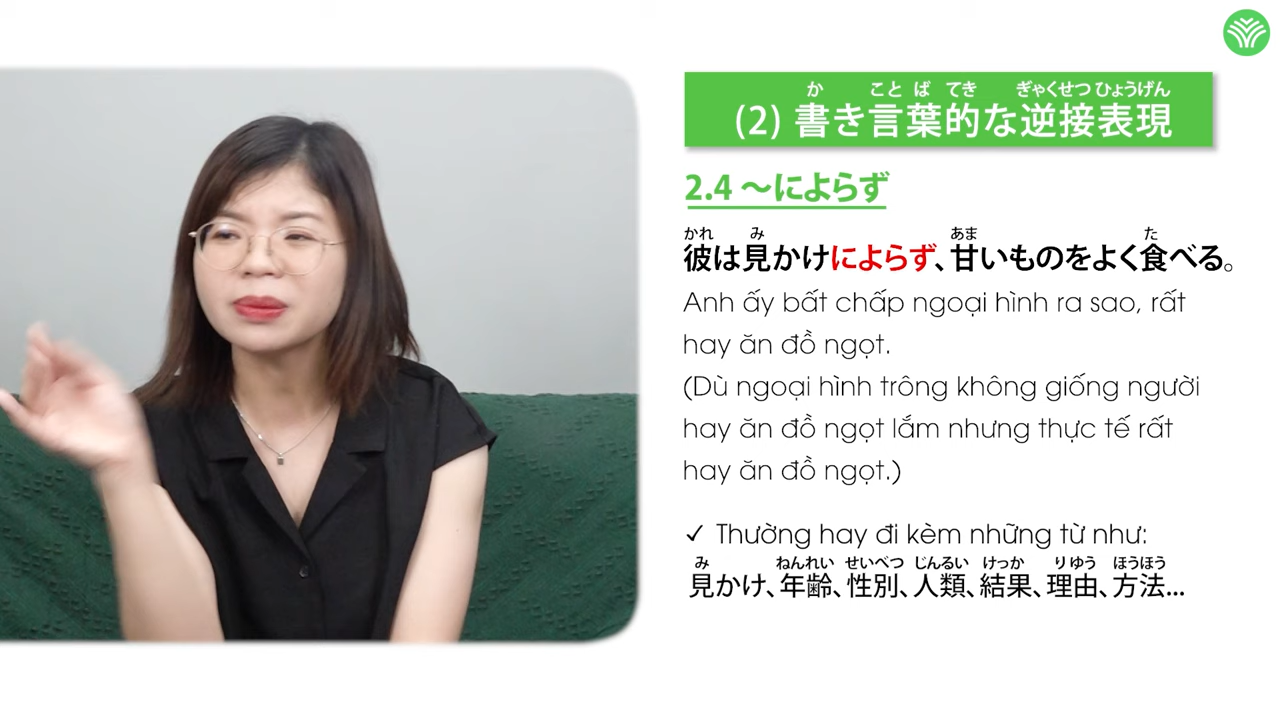 か ことばてき ぎゃくせつ ひょうげん
(2) 書き言葉的な逆接表現
2.4 ～によらず
かれ み あま た
彼は見かけによらず、甘いものをよく食べる。
Anh ấy bất chấp ngoại hình ra sao, rất
hay ăn đồ ngọt.
(Dù ngoại hình trông không giống người
hay ăn đồ ngọt lắm nhưng thực tế rất
hay ăn đồ ngọt.)
✓ Thường hay đi kèm những từ như:
み ねんれい せいべつ じんるい けっか りゆう ほうほう
見かけ、年齢、性別、人類、結果、理由、方法...